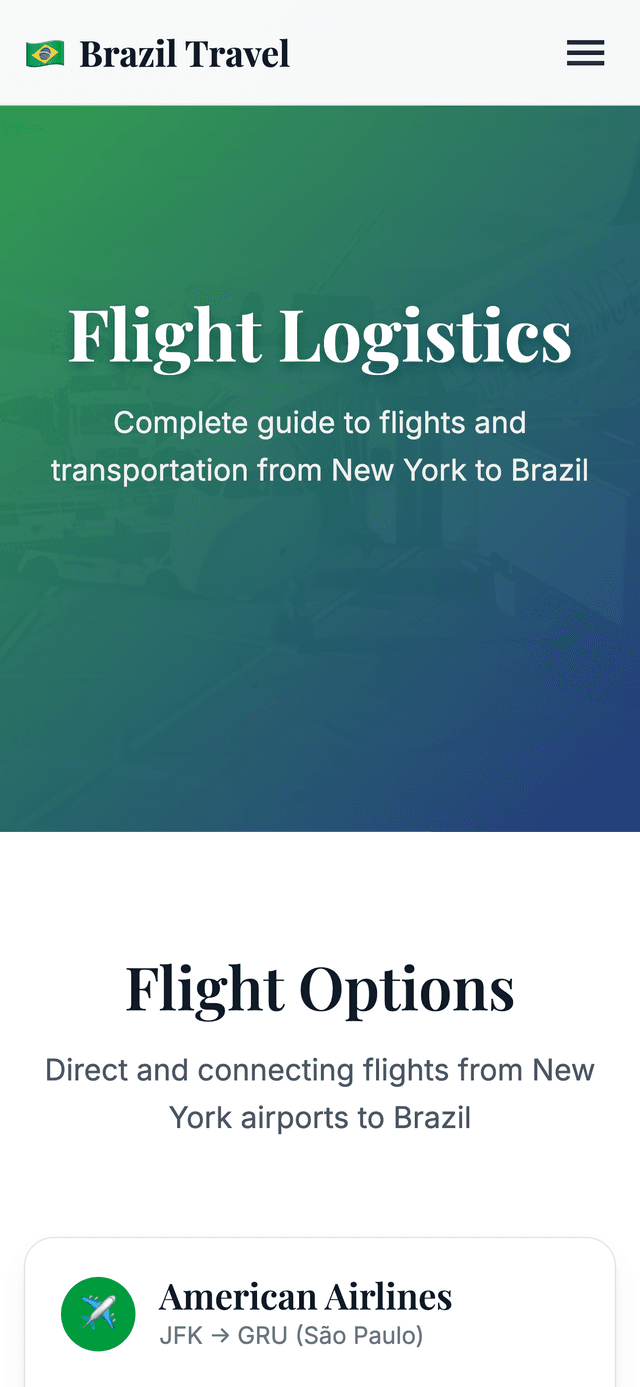 Brazil Travel
Flight Logistics
Complete guide to flights and
transportation from New York to Brazil
Flight Options
Direct and connecting flights from New
York airports to Brazil
American Airlines
JFK → GRU (São Paulo)